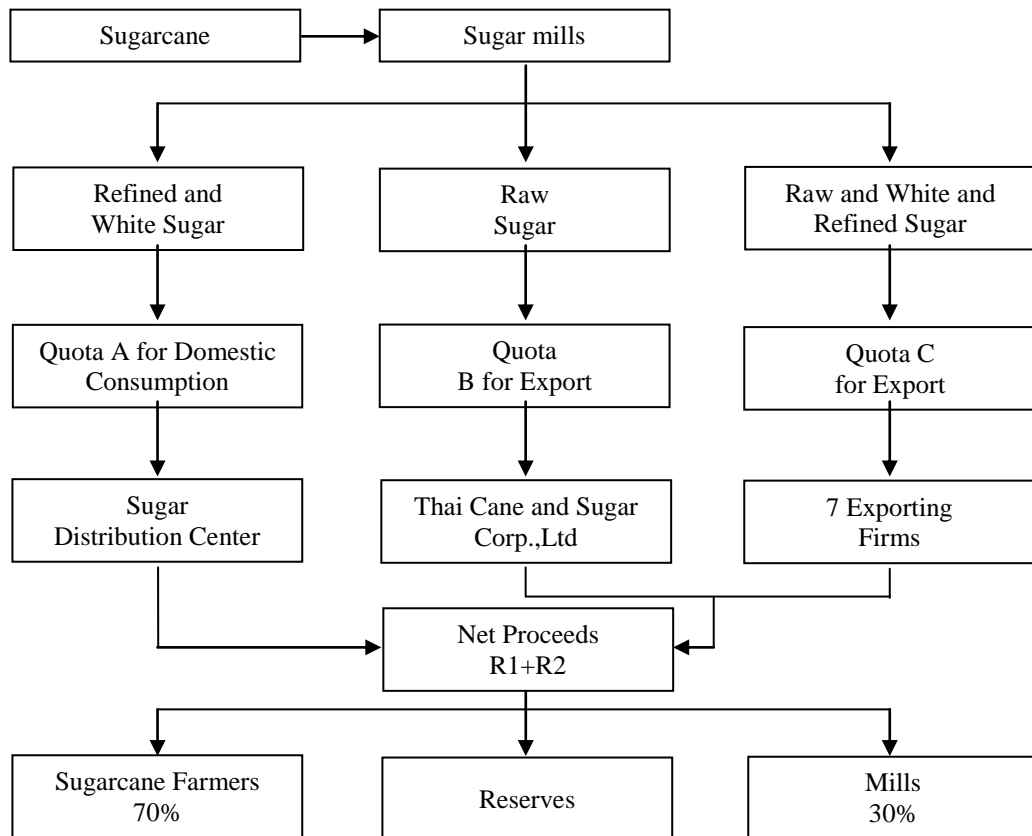 Sugarcane
Sugar mills
Refined and
White Sugar
Raw
Sugar
Raw and White and
Refined Sugar
Quota A for Domestic
Consumption
Quota
B for Export
Quota C
for Export
Sugar
Distribution Center
Thai Cane and Sugar
Corp.,Ltd
7 Exporting
Firms
Net Proceeds
R1+R2
Sugarcane Farmers
70%
Reserves
Mills
30%